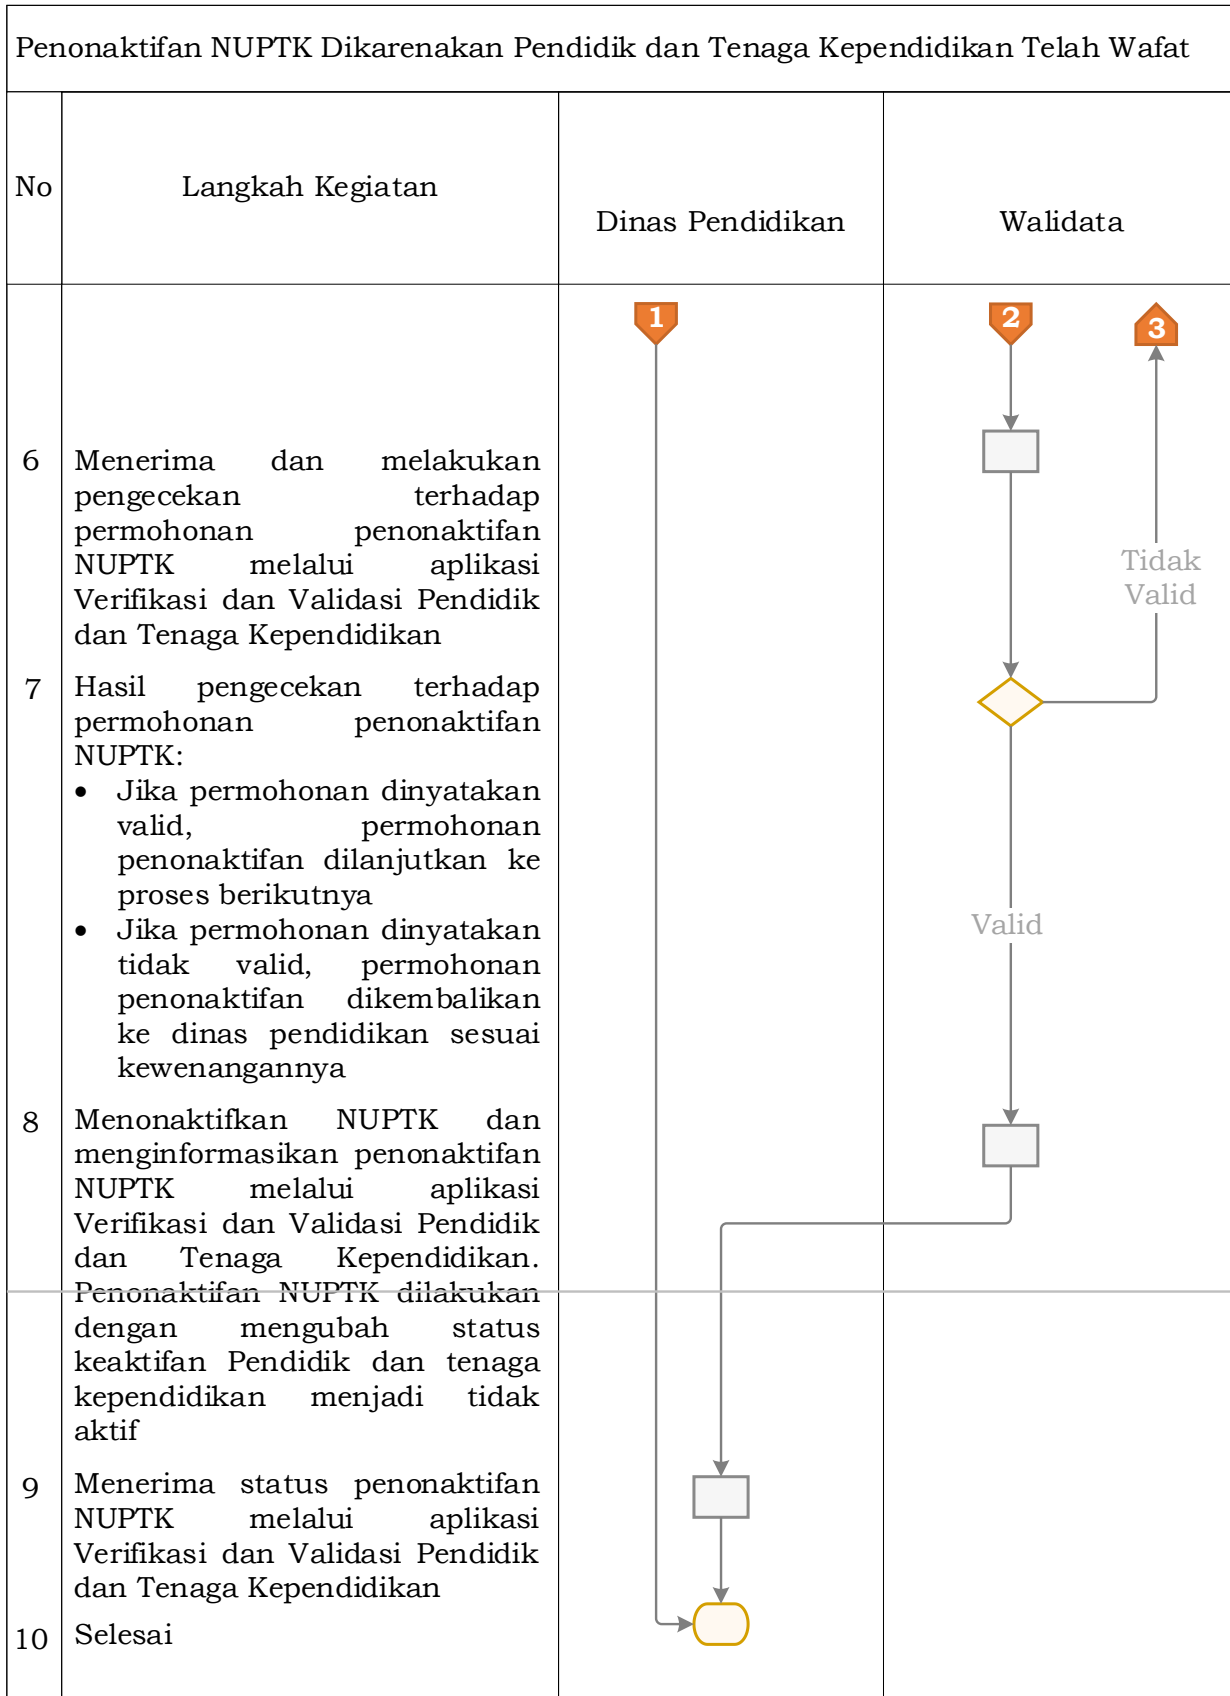 Penonaktifan NUPTK Dikarenakan Pendidik dan Tenaga Kependidikan Telah Wafat
No
Langkah Kegiatan
Dinas Pendidikan
Walidata
1
2
3
6
Menerima dan melakukan
pengecekan terhadap
permohonan penonaktifan
NUPTK melalui aplikasi
Verifikasi dan Validasi Pendidik
dan Tenaga Kependidikan
Tidak
Valid
7
Hasil pengecekan terhadap
permohonan penonaktifan
NUPTK:
• Jika permohonan dinyatakan
valid, permohonan
penonaktifan dilanjutkan ke
proses berikutnya
• Jika permohonan dinyatakan
tidak valid, permohonan
penonaktifan dikembalikan
ke dinas pendidikan sesuai
kewenangannya
Valid
8
Menonaktifkan NUPTK dan
menginformasikan penonaktifan
NUPTK melalui aplikasi
Verifikasi dan Validasi Pendidik
dan Tenaga Kependidikan.
Penonaktifan NUPTK dilakukan
dengan mengubah status
keaktifan Pendidik dan tenaga
kependidikan menjadi tidak
aktif
9
Menerima status penonaktifan
NUPTK melalui aplikasi
Verifikasi dan Validasi Pendidik
dan Tenaga Kependidikan
10
Selesai